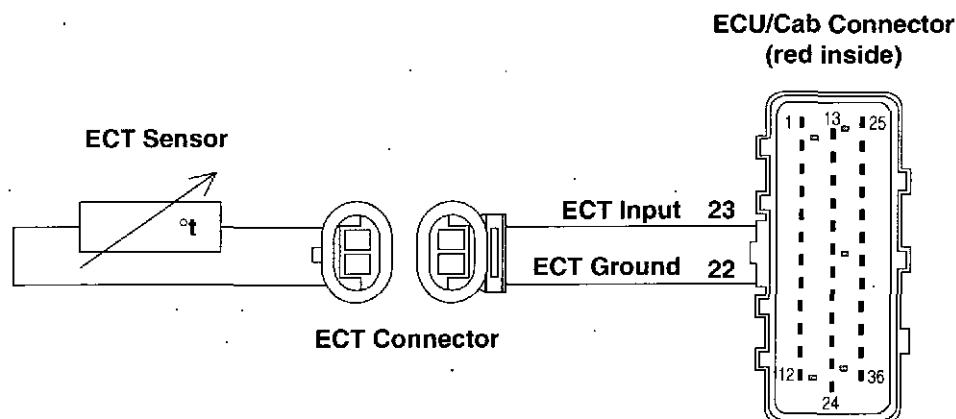 ECU/Cab Connector
(red inside)
1 13 25
ECT Sensor
°t
ECT Input 23
ECT Ground 22
ECT Connector
12 36
24